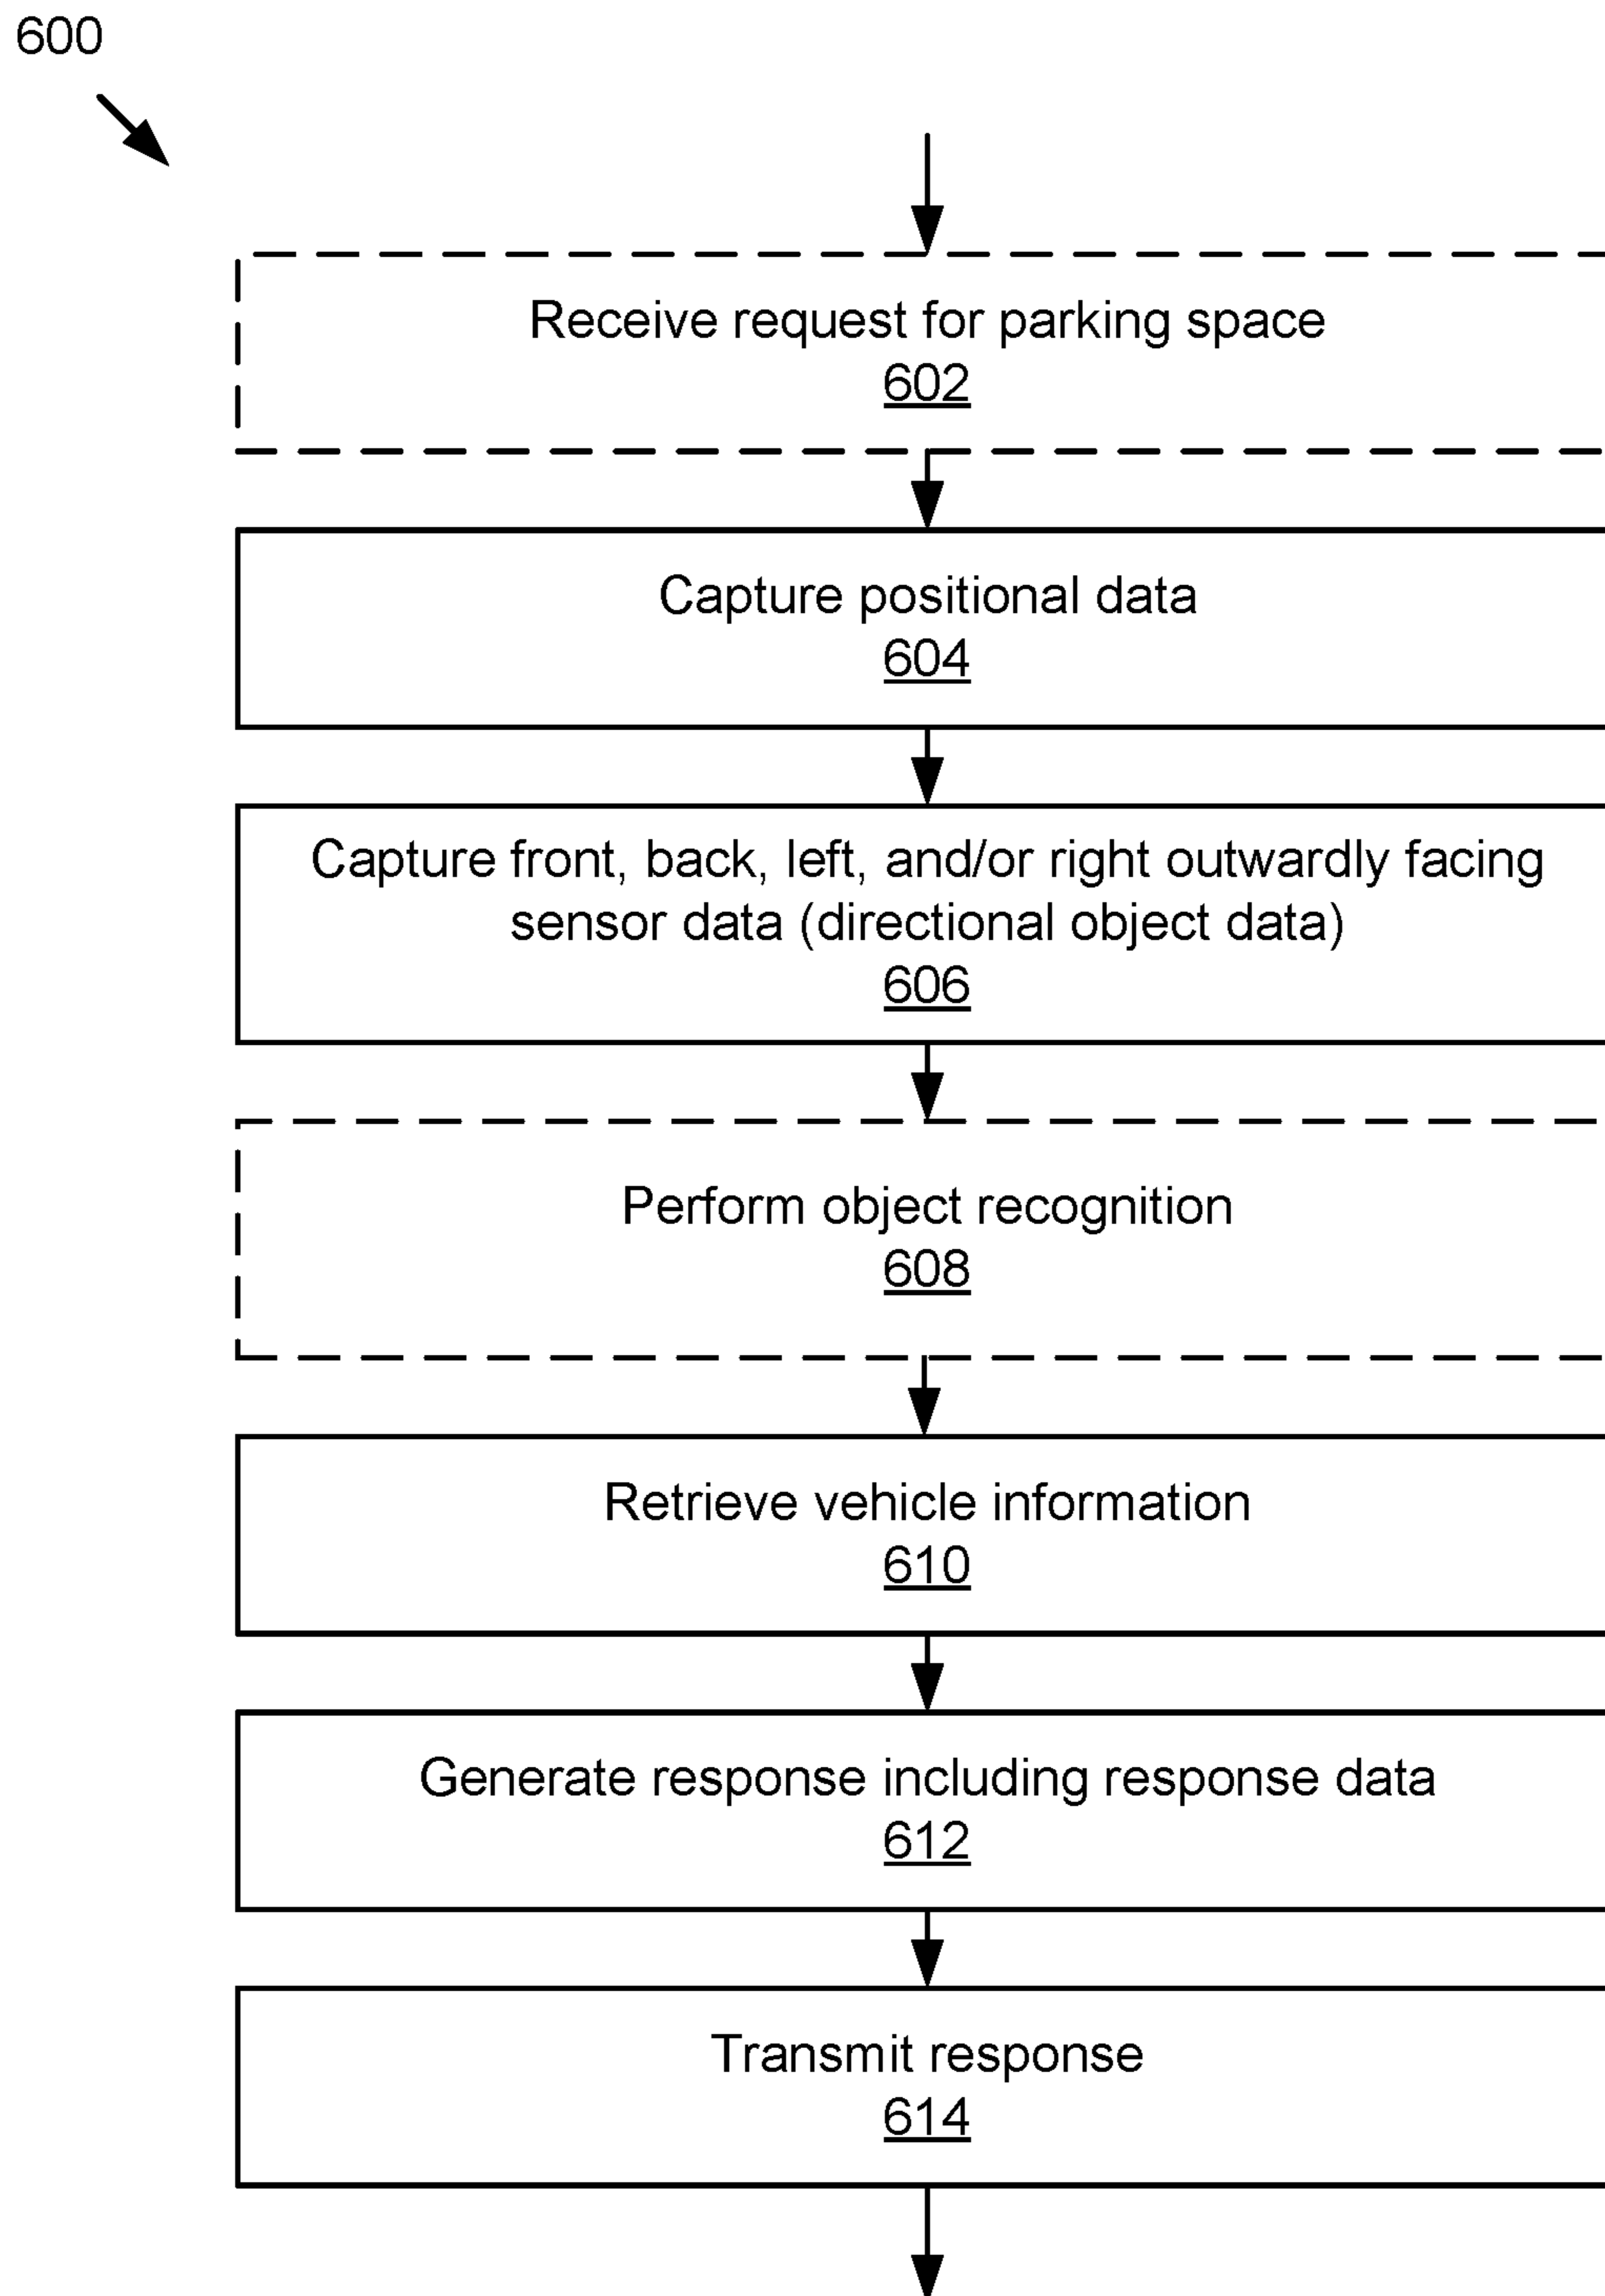 600
Receive request for parking space
602
Capture positional data
604
Capture front, back, left, and/or right outwardly facing
sensor data (directional object data)
606
Perform object recognition
608
Retrieve vehicle information
610
Generate response including response data
612
Transmit response
614